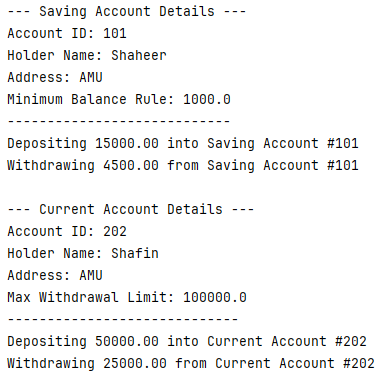 --- Saving Account Details ---
Account ID: 101
Holder Name: Shaheer
Address: AMU
Minimum Balance Rule: 1000.0
----------------------------
Depositing 15000.00 into Saving Account #101
Withdrawing 4500.00 from Saving Account #101

--- Current Account Details ---
Account ID: 202
Holder Name: Shafin
Address: AMU
Max Withdrawal Limit: 100000.0
-----------------------------
Depositing 50000.00 into Current Account #202
Withdrawing 25000.00 from Current Account #202